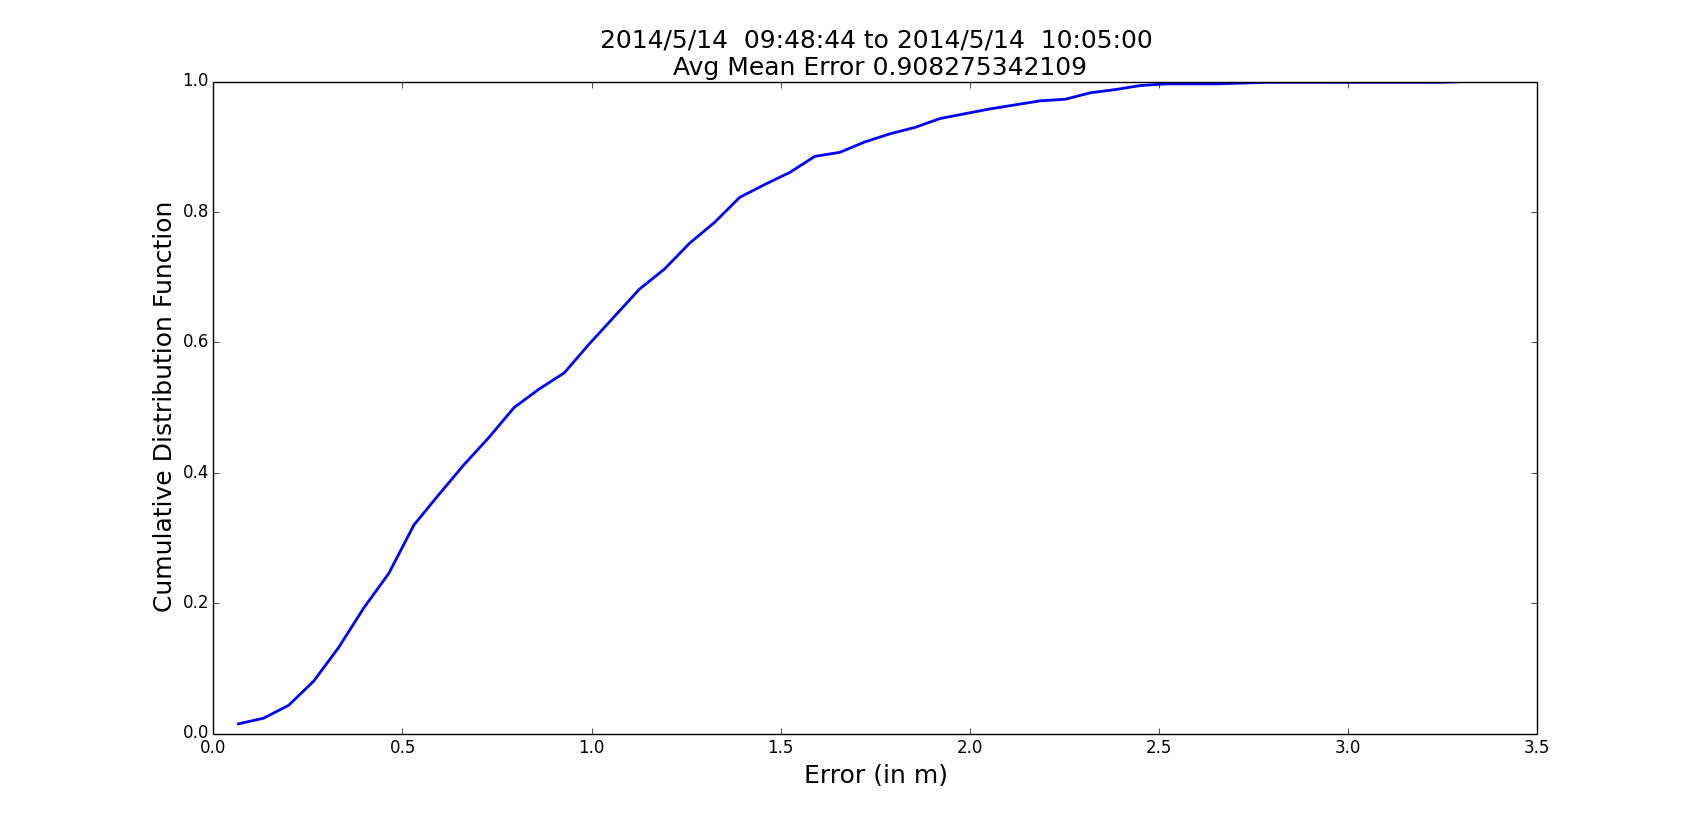 2014/5/14  09:48:44 to 2014/5/14  10:05:00
Avg Mean Error 0.908275342109
1.0
0.8
0.6
0.4
0.2
0.0
Cumulative Distribution Function
0.0 0.5 1.0 1.5 2.0 2.5 3.0 3.5
Error (in m)